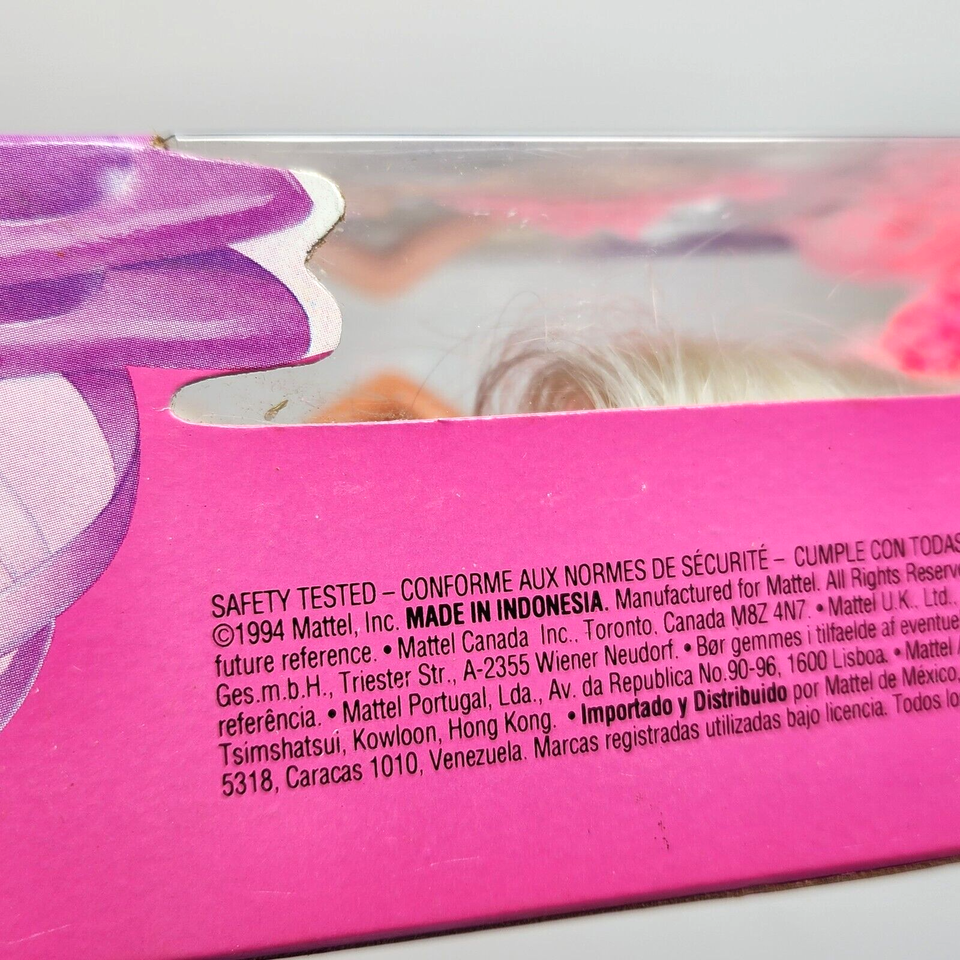 SAFETY TESTED – CONFORME AUX NORMES DE SÉCURITÉ – CUMPLE CON TODAS
©1994 Mattel, Inc. MADE IN INDONESIA. Manufactured for Mattel. All Rights Reserve
future reference. • Mattel Canada Inc., Toronto, Canada M8Z 4N7. • Mattel U.K. Ltd.,
Ges.m.b.H., Triester Str., A-2355 Wiener Neudorf. • Bør gemmes i tilfaelde af eventue
referência. • Mattel Portugal, Lda., Av. da Republica No.90-96, 1600 Lisboa. • Mattel
Tsimshatsui, Kowloon, Hong Kong. • Importado y Distribuido por Mattel de México,
5318, Caracas 1010, Venezuela. Marcas registradas utilizadas bajo licencia. Todos lo